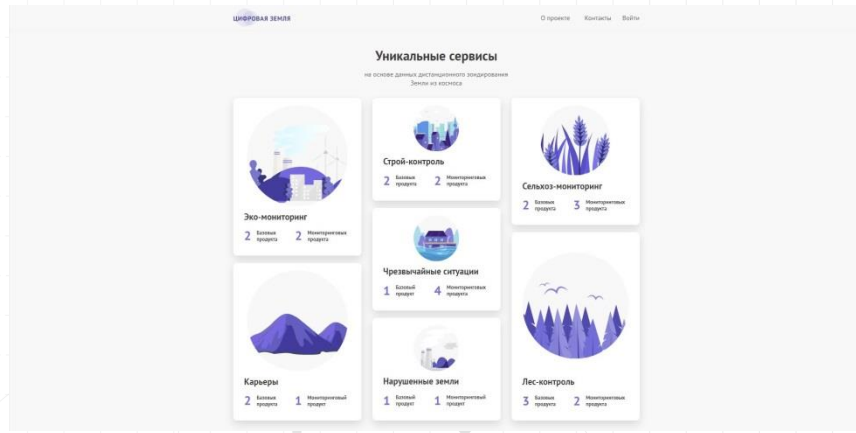 ЦИФРОВАЯ ЗЕМЛЯ
О проекте Контакты Войти
Уникальные сервисы
на основе данных дистанционного зондирования
Земли из космоса
Эко-мониторинг
2 Базовых продукта 2 Мониторинговых продукта
Карьеры
2 Базовых продукта 1 Мониторинговый продукт
Строй-контроль
2 Базовых продукта 2 Мониторинговых продукта
Чрезвычайные ситуации
1 Базовый продукт 4 Мониторинговых продукта
Нарушенные земли
1 Базовый продукт 1 Мониторинговый продукт
Сельхоз-мониторинг
2 Базовых продукта 3 Мониторинговых продукта
Лес-контроль
3 Базовых продукта 2 Мониторинговых продукта